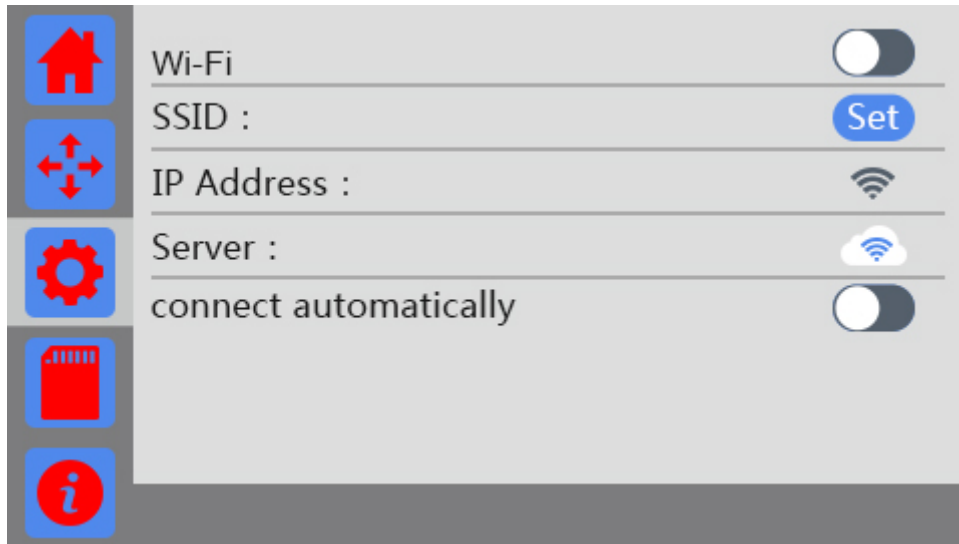 Wi-Fi
SSID :
Set
IP Address :
Server :
connect automatically
i